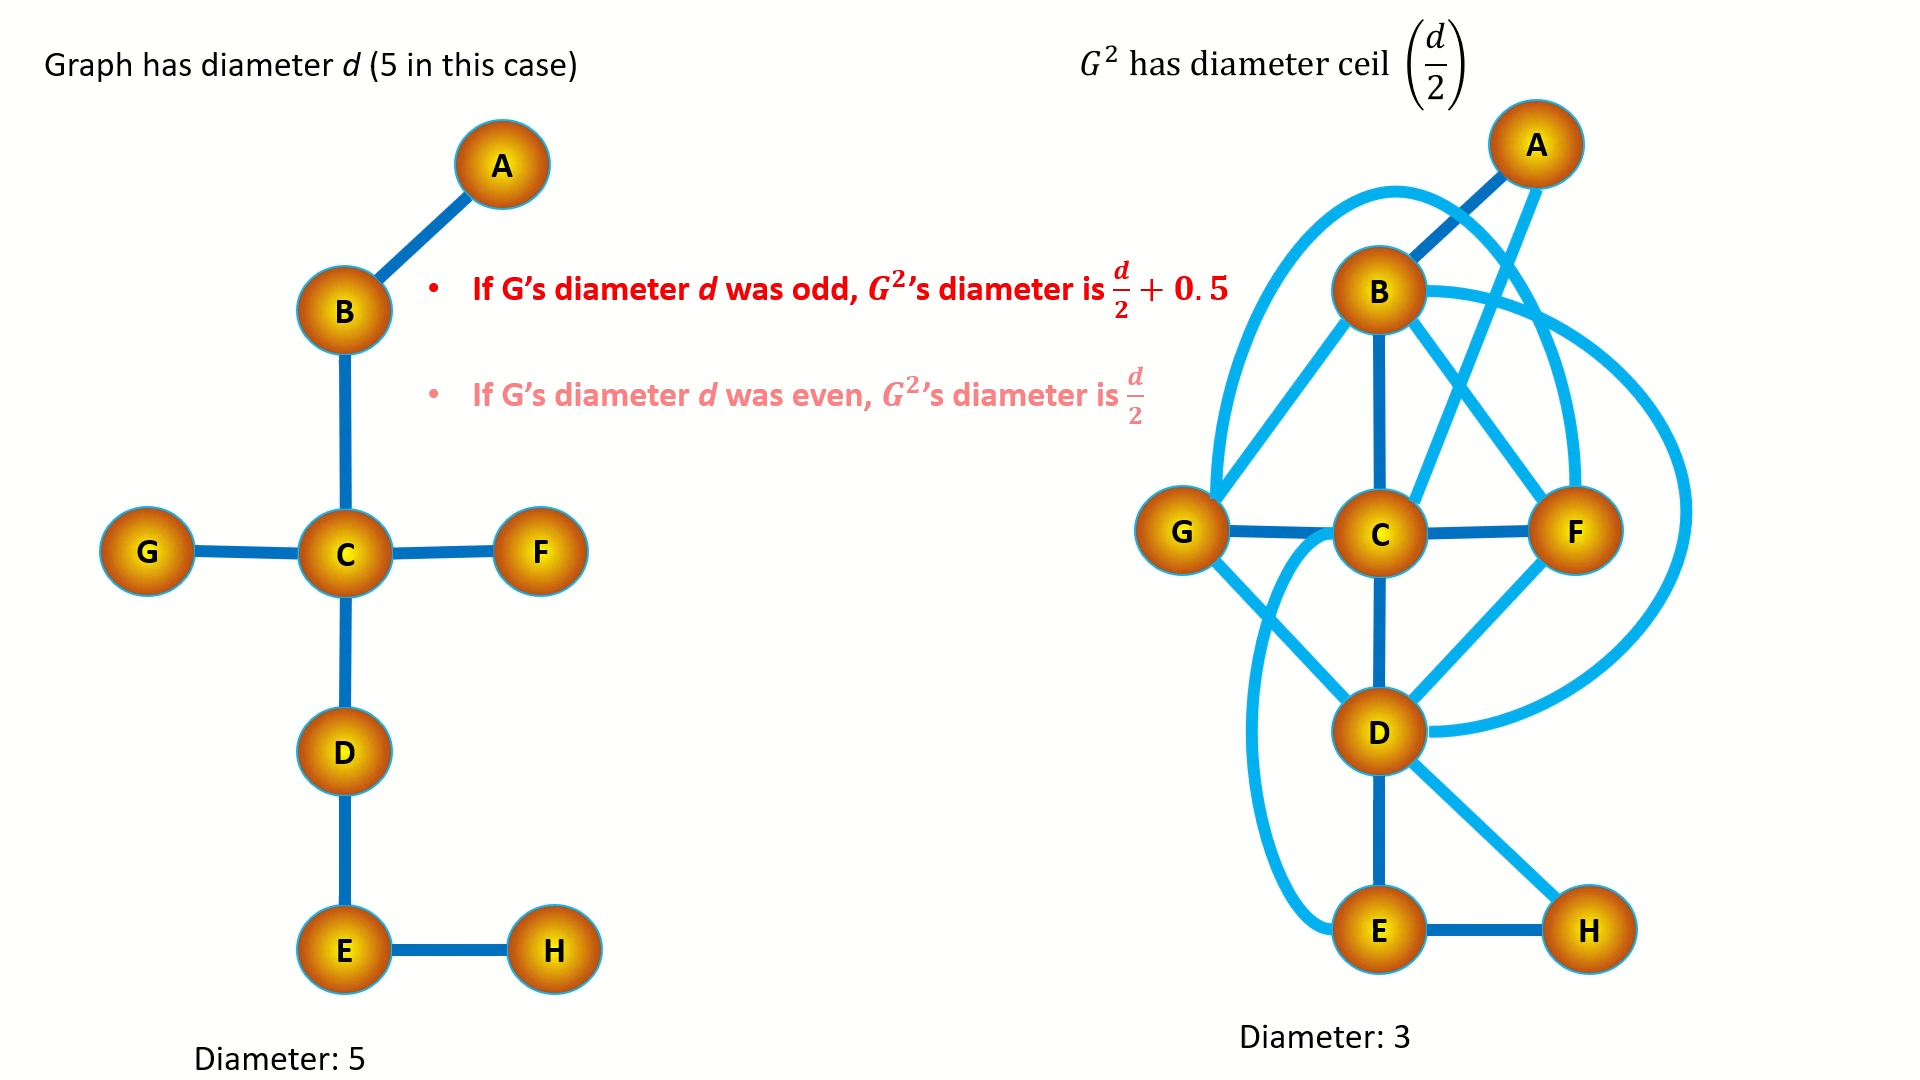 Graph has diameter d (5 in this case)
G² has diameter ceil (d/2)
A
B
G
C
F
D
E
H
• If G’s diameter d was odd, G²’s diameter is d/2 + 0.5
• If G’s diameter d was even, G²’s diameter is d/2
A
B
G
C
F
D
E
H
Diameter: 5
Diameter: 3